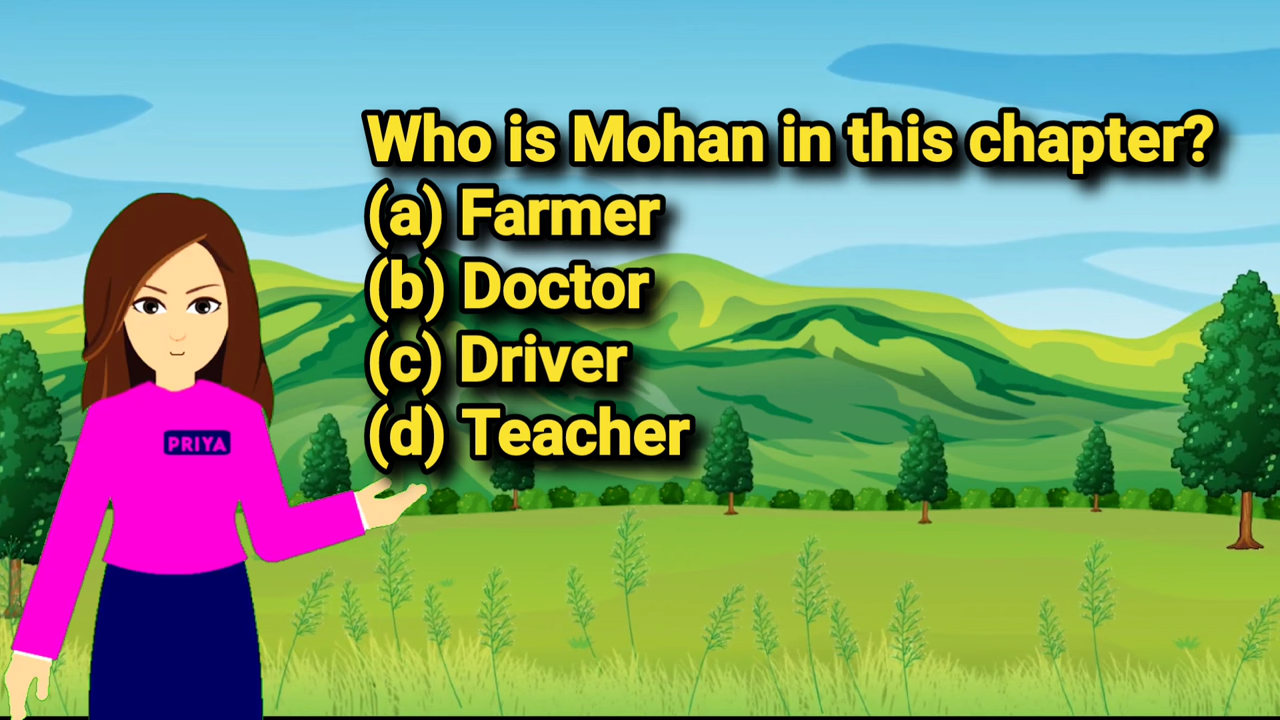 Who is Mohan in this chapter?
(a) Farmer
(b) Doctor
(c) Driver
(d) Teacher
PRIYA